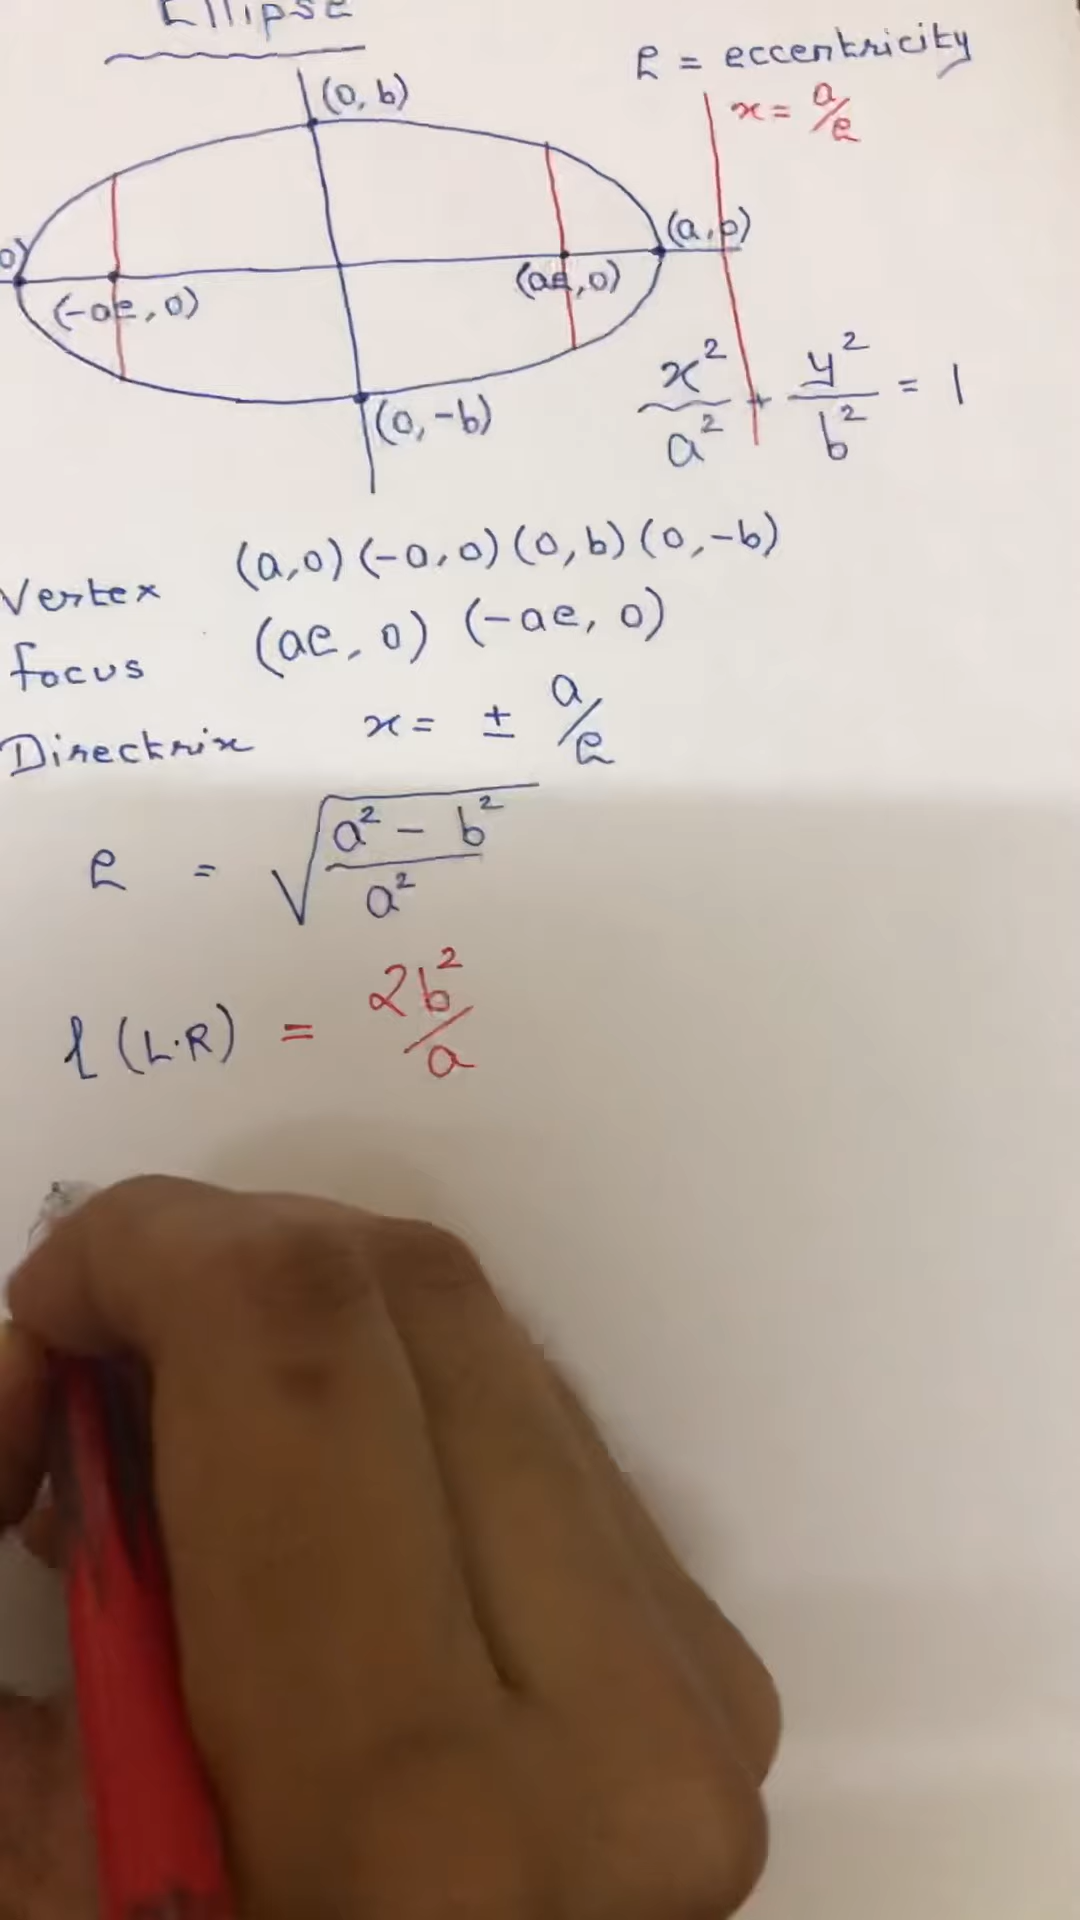 Ellipse
e = eccentricity
(0, b)
x = a/e
(a, 0)
0)
(-ae, 0)
(ae, 0)
(0, -b)
x²/a² + y²/b² = 1
Vertex (a,0) (-a,0) (0,b) (0,-b)
focus (ae, 0) (-ae, 0)
Directrix x = ± a/e
e = √(a² - b²/a²)
l (L.R) = 2b²/a